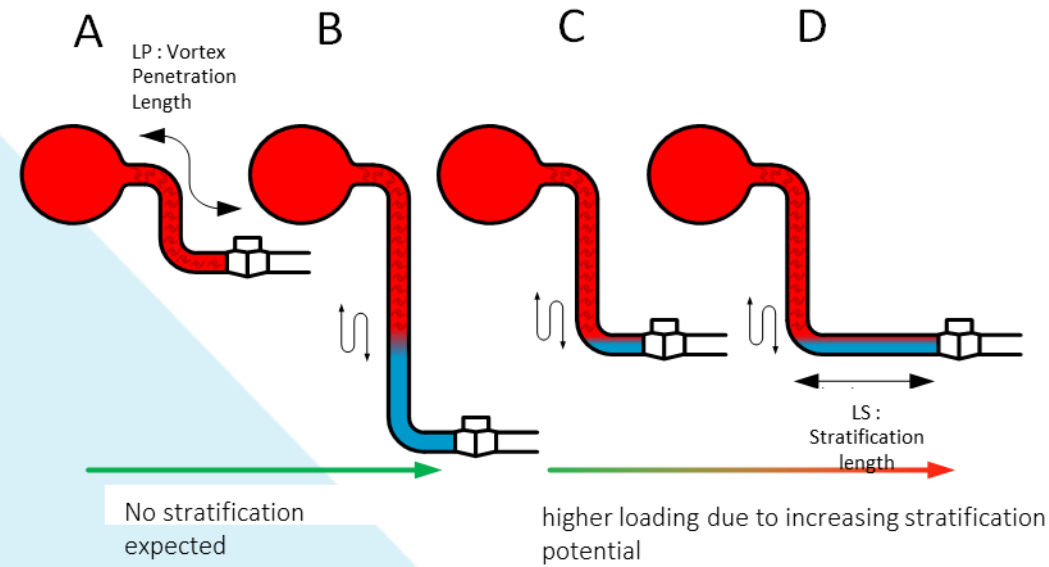 A
B
C
D
LP : Vortex
Penetration
Length
LS :
Stratification
length
No stratification
expected
higher loading due to increasing stratification
potential